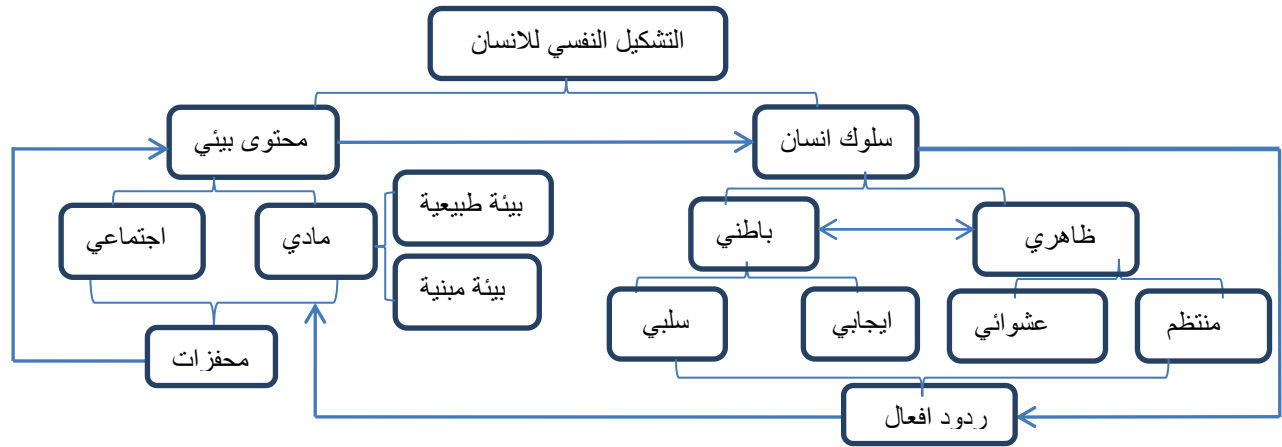 التشكيل النفسي للانسان
سلوك انسان
محتوى بيئي
ظاهري
باطني
مادي
اجتماعي
بيئة طبيعية
بيئة مبنية
منتظم
عشوائي
ايجابي
سلبي
محفزات
ردود افعال